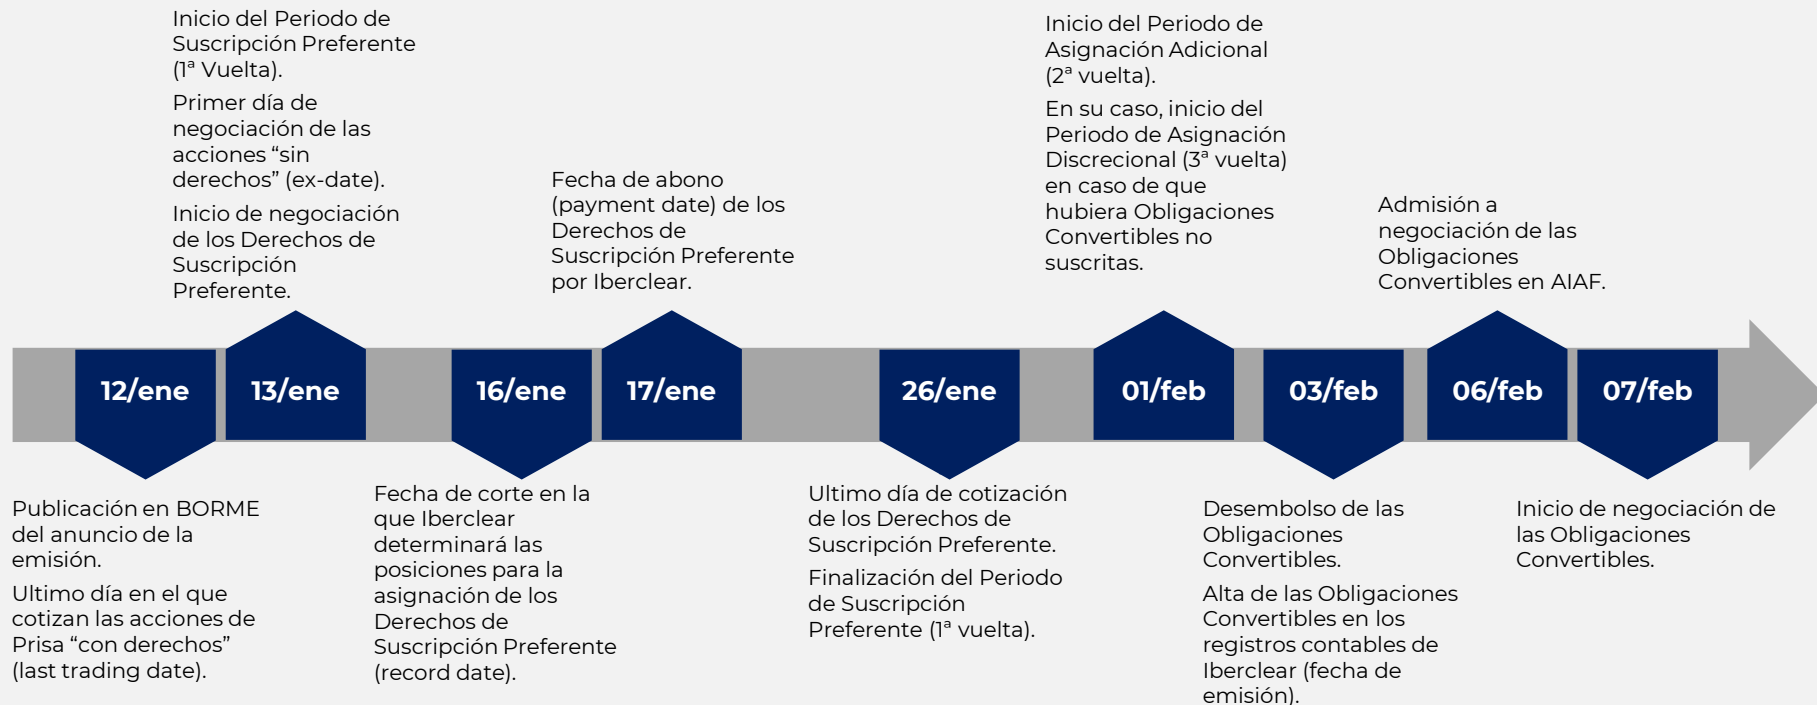 Inicio del Periodo de
Suscripción Preferente
(1ª Vuelta).
Primer día de
negociación de las
acciones “sin
derechos” (ex-date).
Inicio de negociación
de los Derechos de
Suscripción
Preferente.
Fecha de abono
(payment date) de los
Derechos de
Suscripción Preferente
por Iberclear.
Inicio del Periodo de
Asignación Adicional
(2ª vuelta).
En su caso, inicio del
Periodo de Asignación
Discrecional (3ª vuelta)
en caso de que
hubiera Obligaciones
Convertibles no
suscritas.
Admisión a
negociación de las
Obligaciones
Convertibles en AIAF.
12/ene
13/ene
16/ene
17/ene
26/ene
01/feb
03/feb
06/feb
07/feb
Publicación en BORME
del anuncio de la
emisión.
Ultimo día en el que
cotizan las acciones de
Prisa “con derechos”
(last trading date).
Fecha de corte en la
que Iberclear
determinará las
posiciones para la
asignación de los
Derechos de
Suscripción Preferente
(record date).
Ultimo día de cotización
de los Derechos de
Suscripción Preferente.
Finalización del Periodo
de Suscripción
Preferente (1ª vuelta).
Desembolso de las
Obligaciones
Convertibles.
Alta de las Obligaciones
Convertibles en los
registros contables de
Iberclear (fecha de
emisión).
Inicio de negociación de
las Obligaciones
Convertibles.